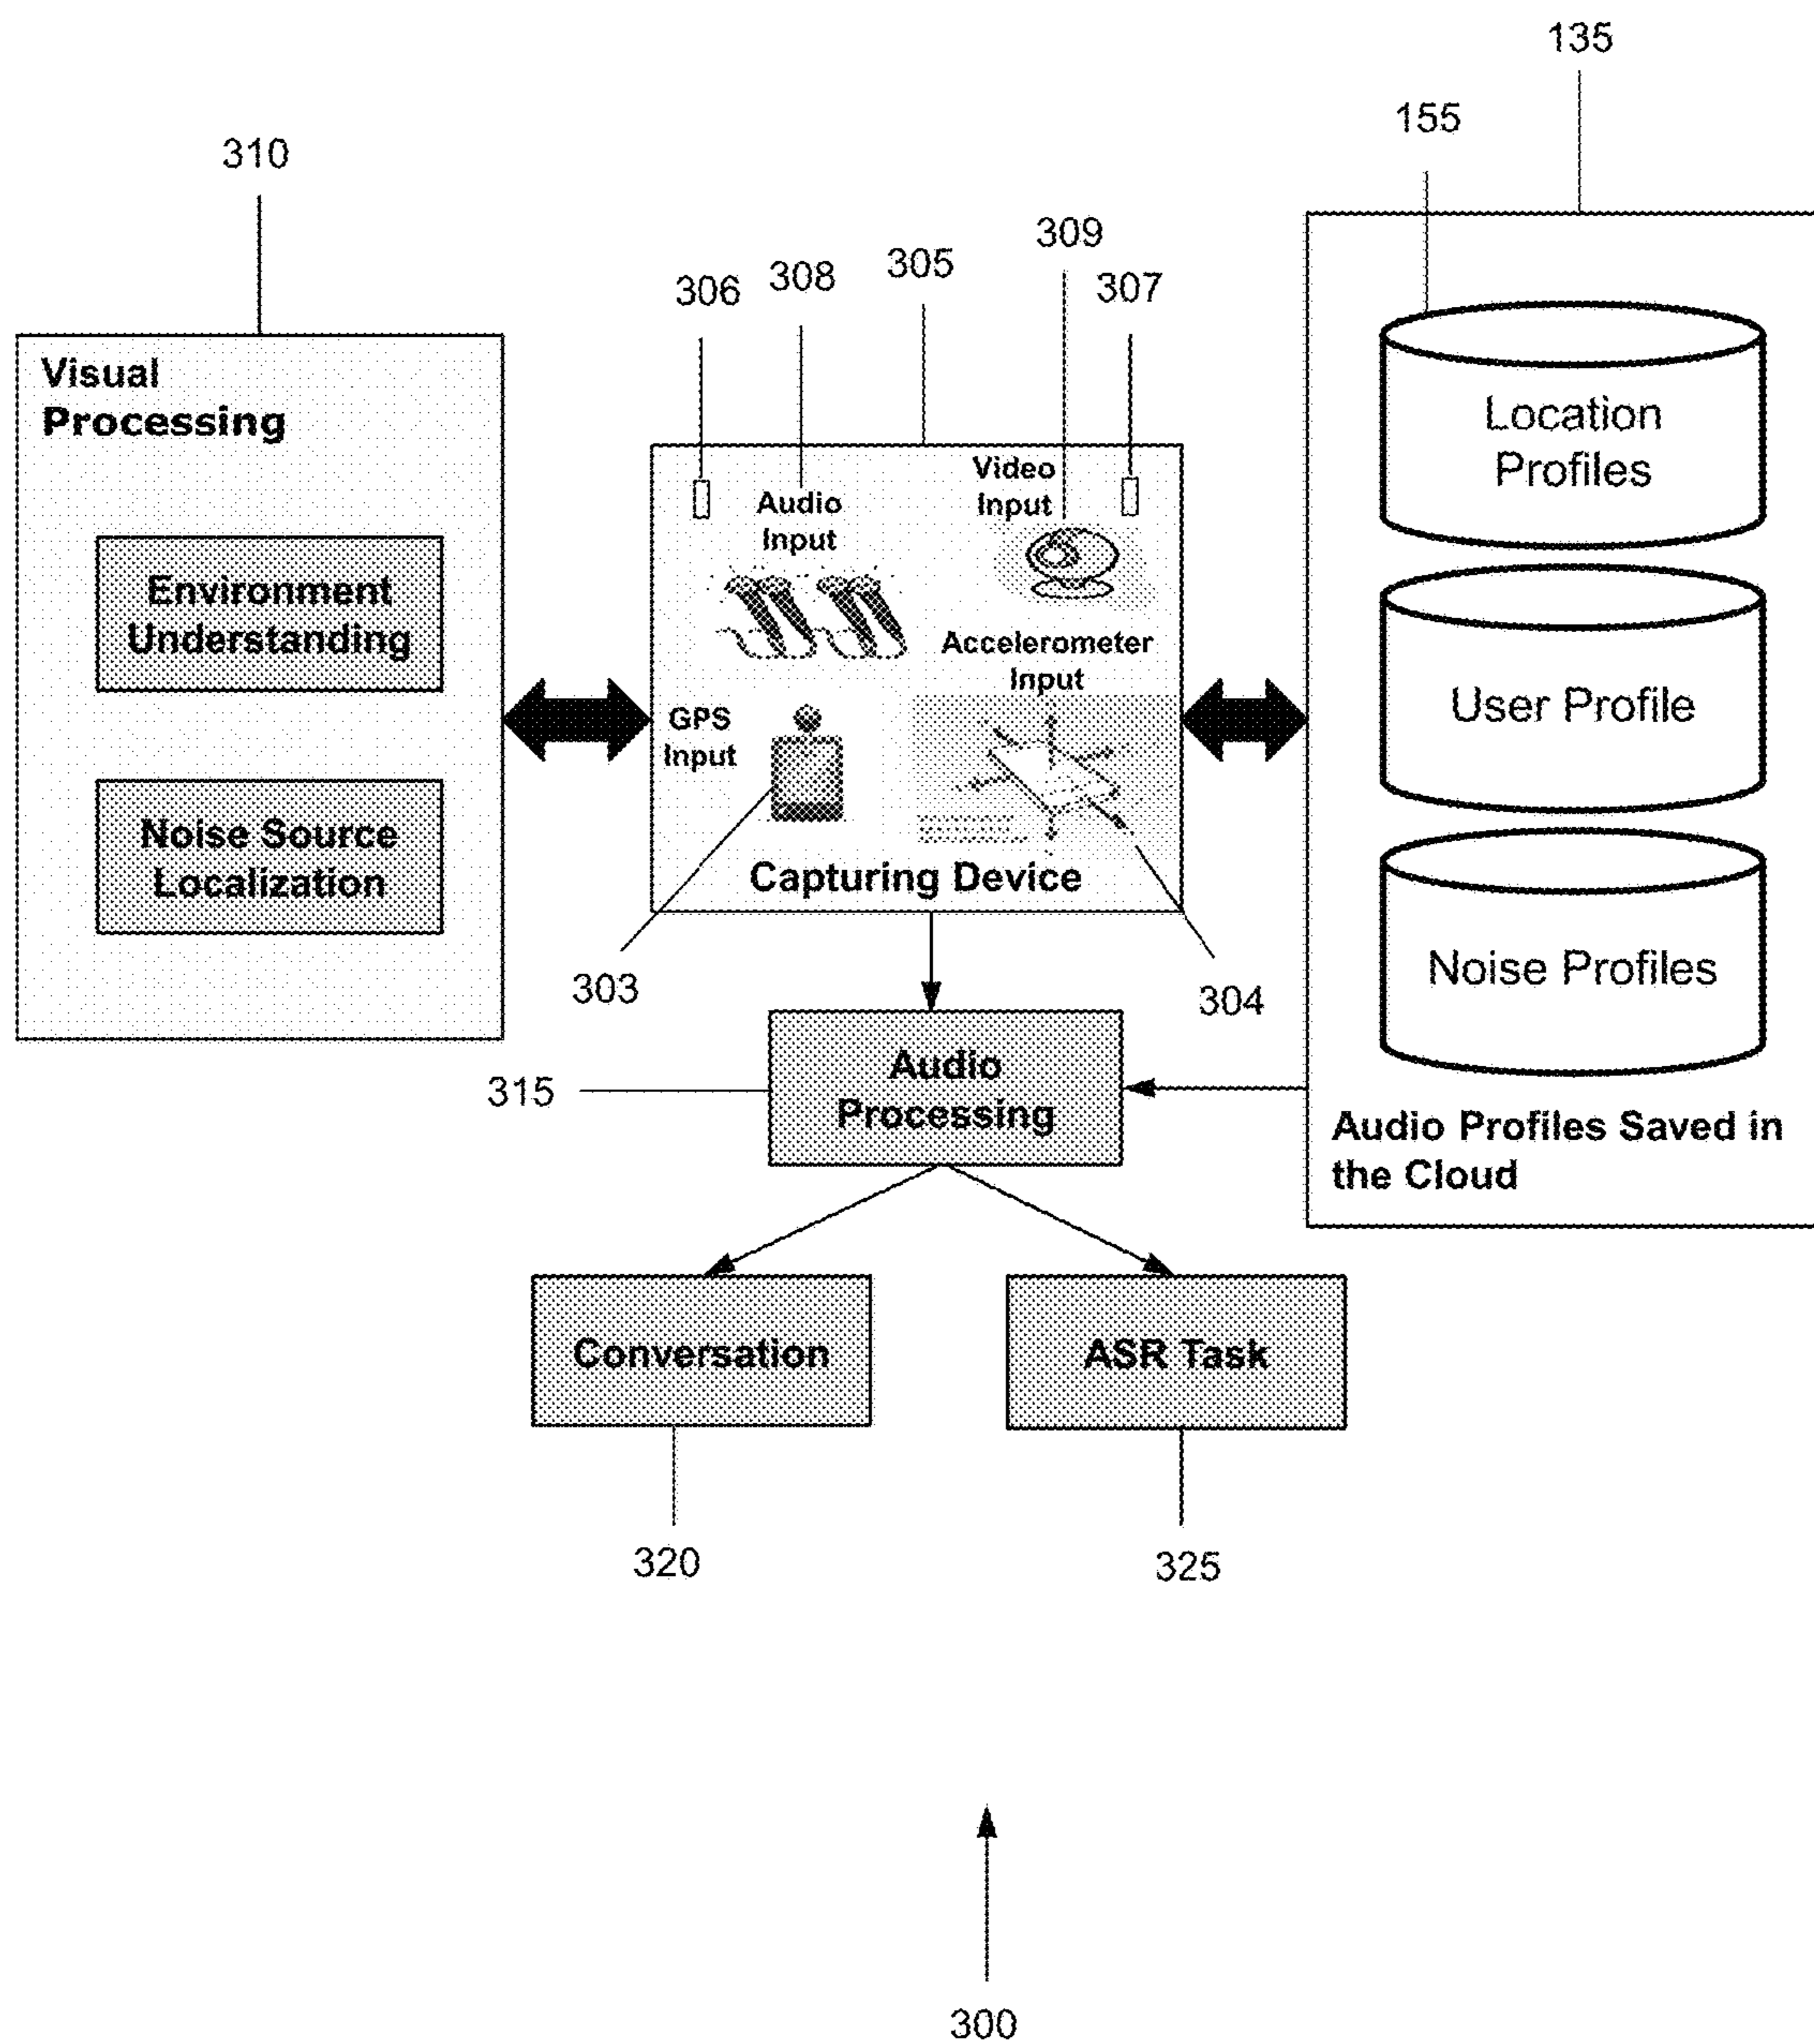 135
155
310
309
305
308
306
307
Visual
Processing
Environment
Understanding
Noise Source
Localization
Audio
Input
Video
Input
Accelerometer
Input
GPS
Input
Capturing Device
303
304
Location
Profiles
User Profile
Noise Profiles
Audio Profiles Saved in
the Cloud
315
Audio
Processing
Conversation
ASR Task
320
325
300